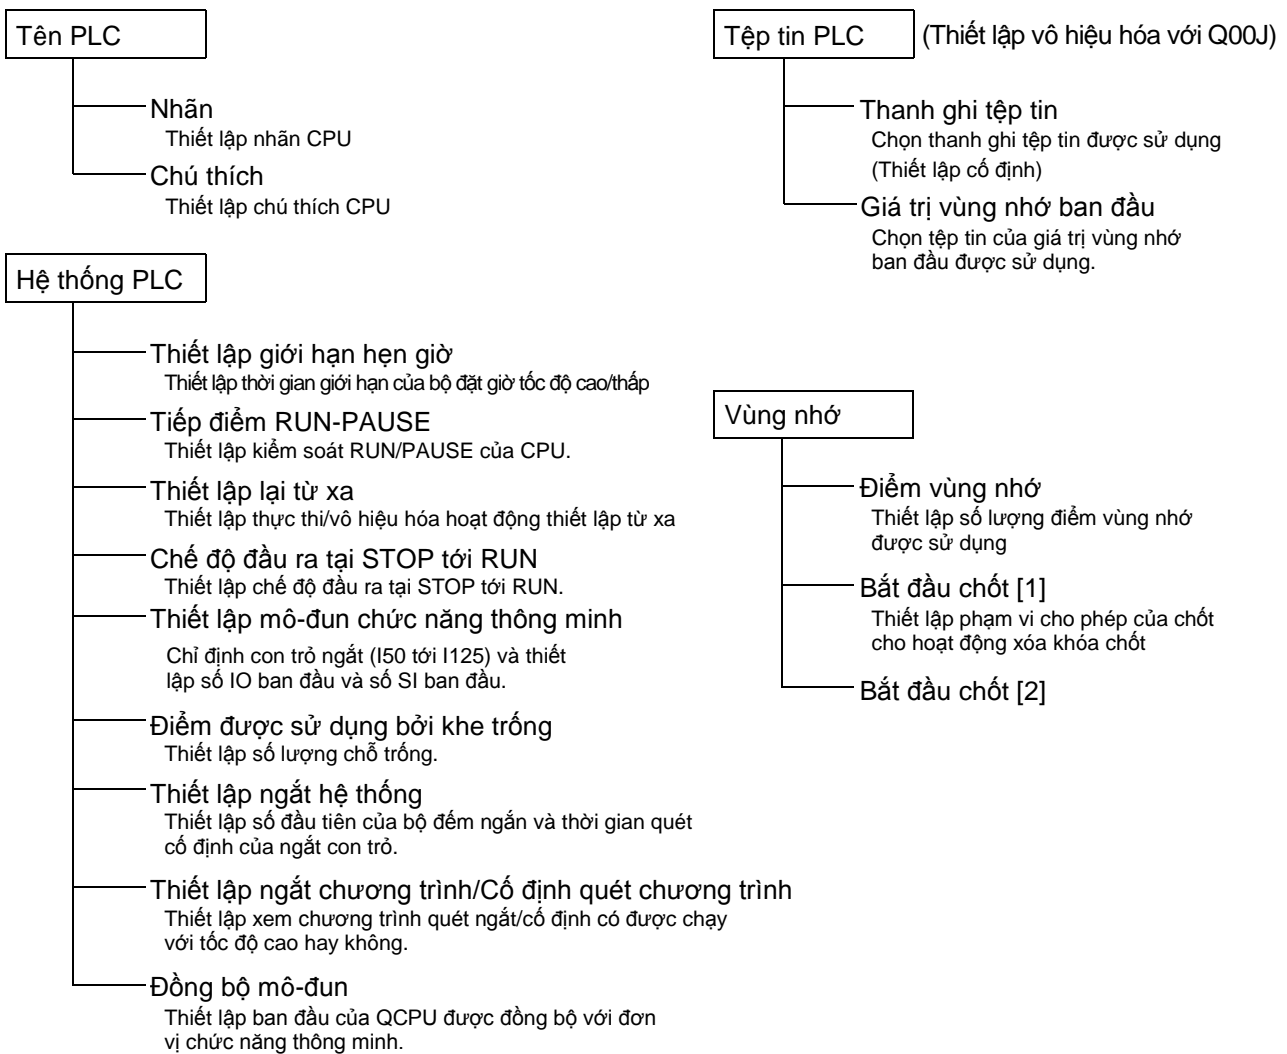 Tên PLC
Nhãn
Thiết lập nhãn CPU
Chú thích
Thiết lập chú thích CPU
Hệ thống PLC
Thiết lập giới hạn hẹn giờ
Thiết lập thời gian giới hạn của bộ đặt giờ tốc độ cao/thấp
Tiếp điểm RUN-PAUSE
Thiết lập kiểm soát RUN/PAUSE của CPU.
Thiết lập lại từ xa
Thiết lập thực thi/vô hiệu hóa hoạt động thiết lập từ xa
Chế độ đầu ra tại STOP tới RUN
Thiết lập chế độ đầu ra tại STOP tới RUN.
Thiết lập mô-đun chức năng thông minh
Chỉ định con trỏ ngắt (I50 tới I125) và thiết
lập số IO ban đầu và số SI ban đầu.
Điểm được sử dụng bởi khe trống
Thiết lập số lượng chỗ trống.
Thiết lập ngắt hệ thống
Thiết lập số đầu tiên của bộ đếm ngắn và thời gian quét
cố định của ngắt con trỏ.
Thiết lập ngắt chương trình/Cố định quét chương trình
Thiết lập xem chương trình quét ngắt/cố định có được chạy
với tốc độ cao hay không.
Đồng bộ mô-đun
Thiết lập ban đầu của QCPU được đồng bộ với đơn
vị chức năng thông minh.
Tệp tin PLC (Thiết lập vô hiệu hóa với Q00J)
Thanh ghi tệp tin
Chọn thanh ghi tệp tin được sử dụng
(Thiết lập cố định)
Giá trị vùng nhớ ban đầu
Chọn tệp tin của giá trị vùng nhớ
ban đầu được sử dụng.
Vùng nhớ
Điểm vùng nhớ
Thiết lập số lượng điểm vùng nhớ
được sử dụng
Bắt đầu chốt [1]
Thiết lập phạm vi cho phép của chốt
cho hoạt động xóa khóa chốt
Bắt đầu chốt [2]